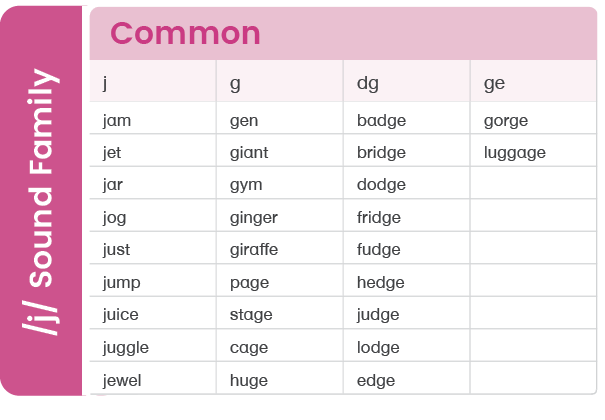 /j/ Sound Family
Common
j g dg ge
jam gen badge gorge
jet giant bridge luggage
jar gym dodge
jog ginger fridge
just giraffe fudge
jump page hedge
juice stage judge
juggle cage lodge
jewel huge edge